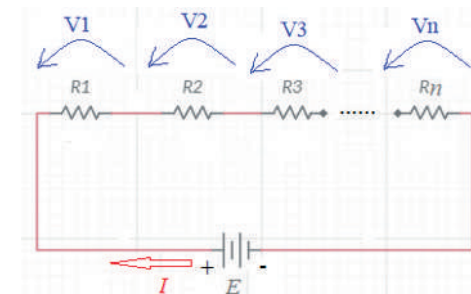 V1 V2 V3 Vn
R1 R2 R3 ...... Rn
+ -
I E